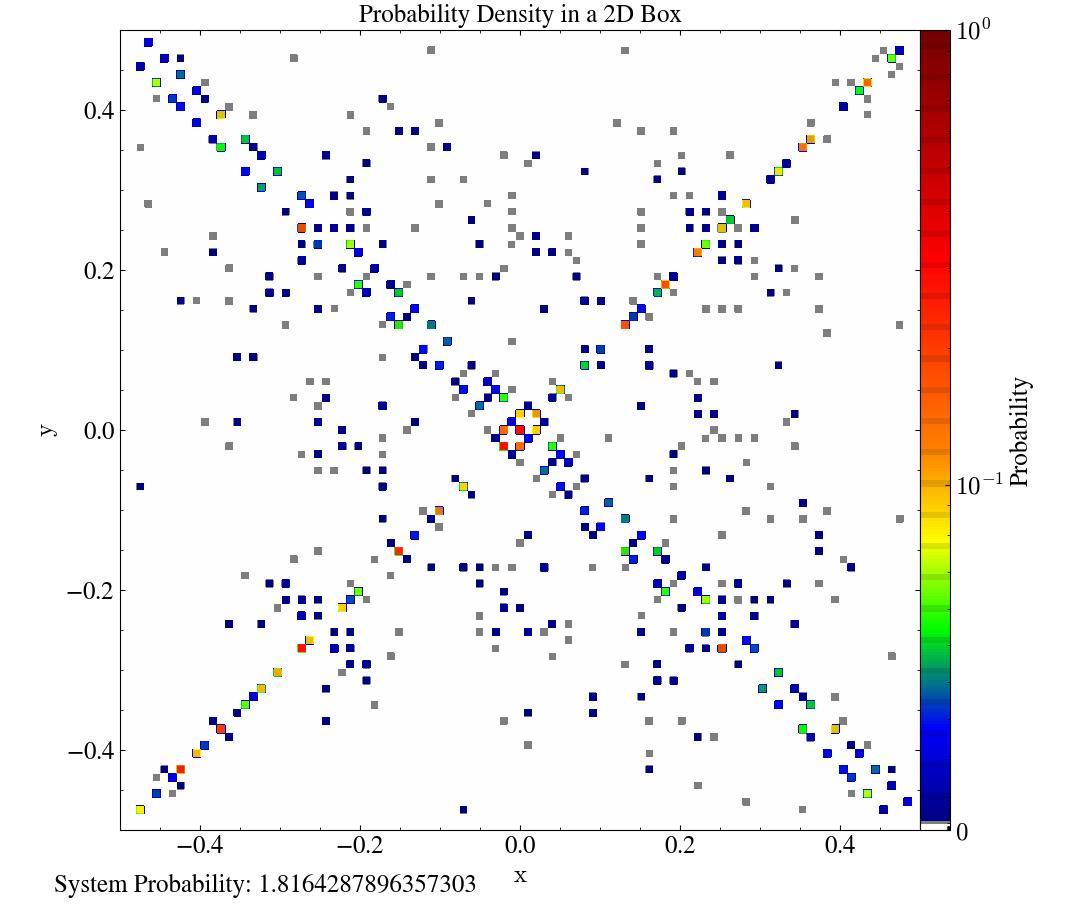 Probability Density in a 2D Box
10^0
0.4
0.2
0.0
−0.2
−0.4
y
10^−1
Probability
0
−0.4 −0.2 0.0 0.2 0.4
x
System Probability: 1.8164287896357303